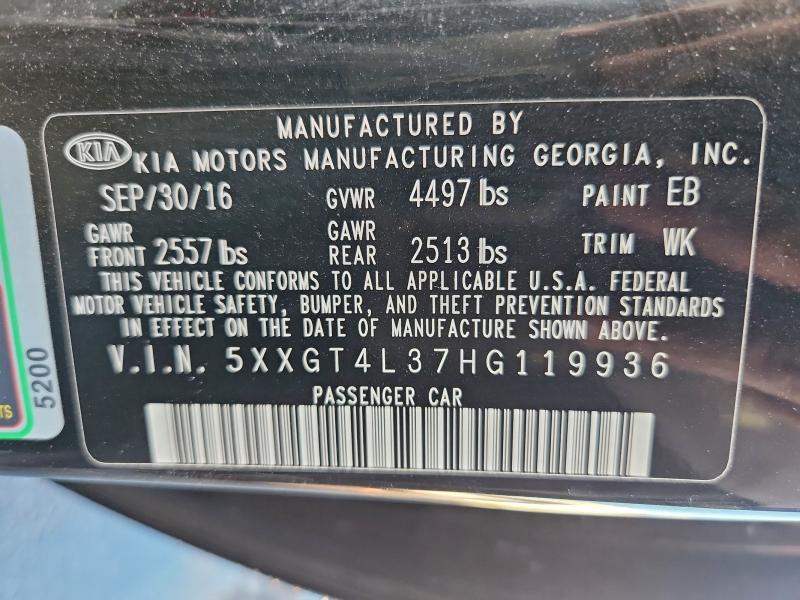 MANUFACTURED BY
KIA KIA MOTORS MANUFACTURING GEORGIA, INC.
SEP/30/16 GVWR 4497 lbs PAINT EB
GAWR FRONT 2557 lbs GAWR REAR 2513 lbs TRIM WK
THIS VEHICLE CONFORMS TO ALL APPLICABLE U.S.A. FEDERAL
MOTOR VEHICLE SAFETY, BUMPER, AND THEFT PREVENTION STANDARDS
IN EFFECT ON THE DATE OF MANUFACTURE SHOWN ABOVE.
V.I.N. 5XXGT4L37HG119936
PASSENGER CAR
5200